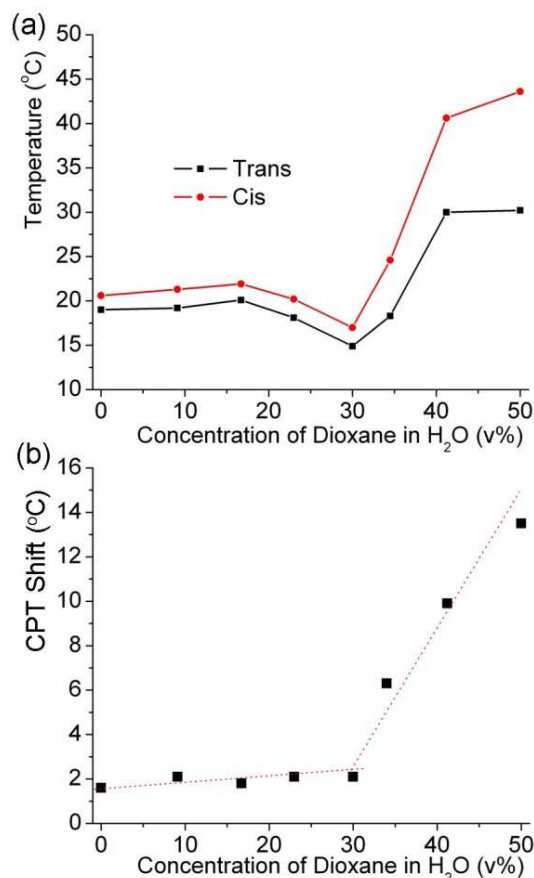 (a)
Temperature (°C)
50
45
40
35
30
25
20
15
10
Trans
Cis
0 10 20 30 40 50
Concentration of Dioxane in H₂O (v%)
(b)
CPT Shift (°C)
16
14
12
10
8
6
4
2
0
0 10 20 30 40 50
Concentration of Dioxane in H₂O (v%)